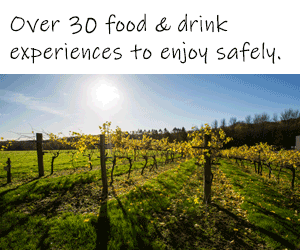 Over 30 food & drink
experiences to enjoy safely.